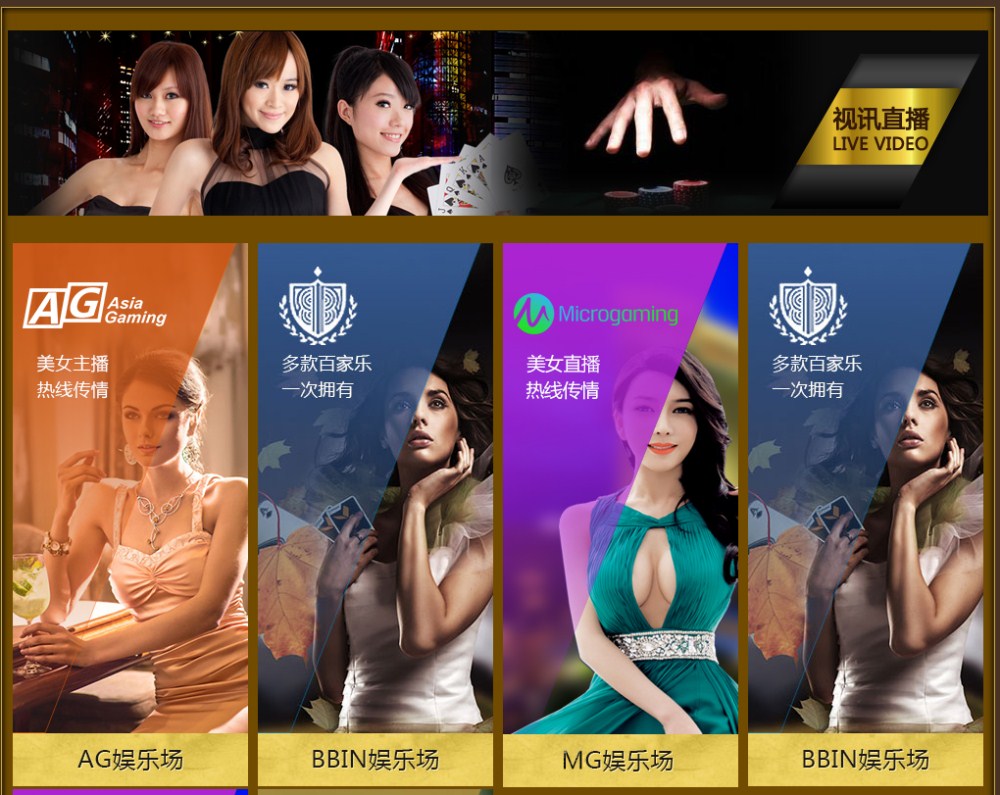 视讯直播
LIVE VIDEO
AG Asia
Gaming
美女主播
热线传情
多款百家乐
一次拥有
Microgaming
美女直播
热线传情
多款百家乐
一次拥有
AG娱乐场
BBIN娱乐场
MG娱乐场
BBIN娱乐场